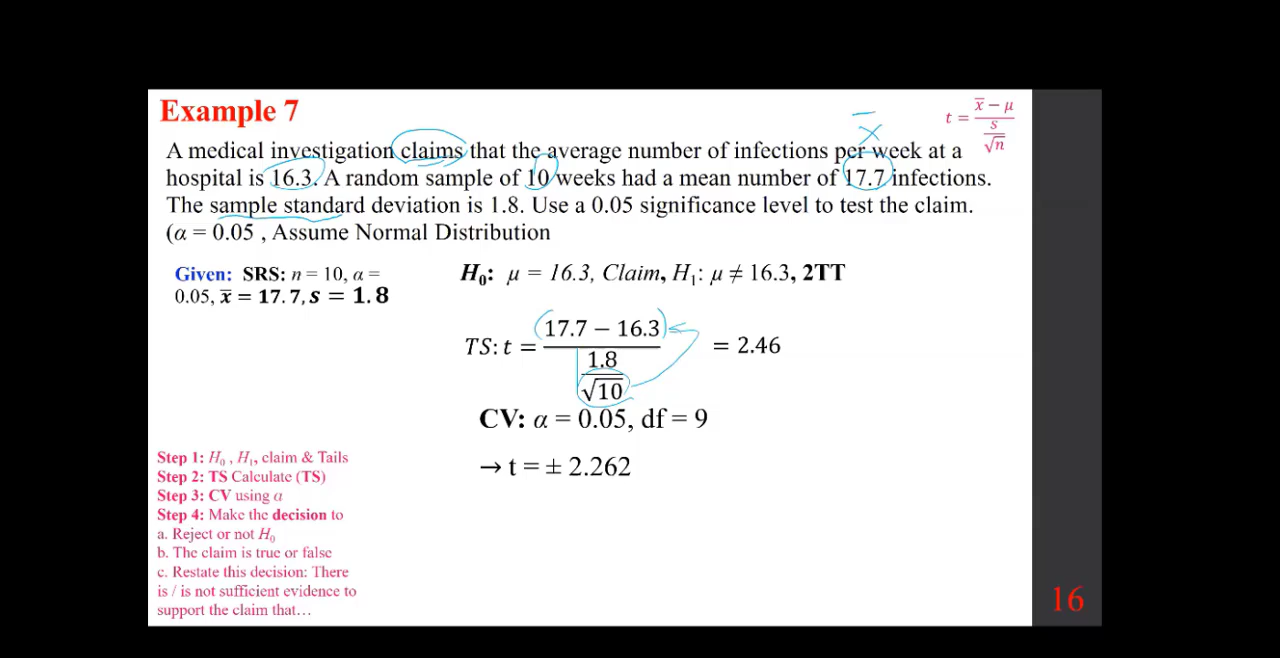 Example 7
t = x̄ − μ / s / √n
x̄
A medical investigation claims that the average number of infections per week at a
hospital is 16.3. A random sample of 10 weeks had a mean number of 17.7 infections.
The sample standard deviation is 1.8. Use a 0.05 significance level to test the claim.
(α = 0.05 , Assume Normal Distribution
Given: SRS: n = 10, α =
0.05, x̄ = 17.7, s = 1.8
H₀: μ = 16.3, Claim, H₁: μ ≠ 16.3, 2TT
TS: t = (17.7 − 16.3) / 1.8 / √10 = 2.46
CV: α = 0.05, df = 9
→ t = ± 2.262
Step 1: H₀ , H₁, claim & Tails
Step 2: TS Calculate (TS)
Step 3: CV using α
Step 4: Make the decision to
a. Reject or not H₀
b. The claim is true or false
c. Restate this decision: There
is / is not sufficient evidence to
support the claim that…
16